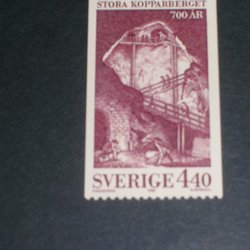 STORA KOPPARBERGET
700 ÅR
SVERIGE 4.40